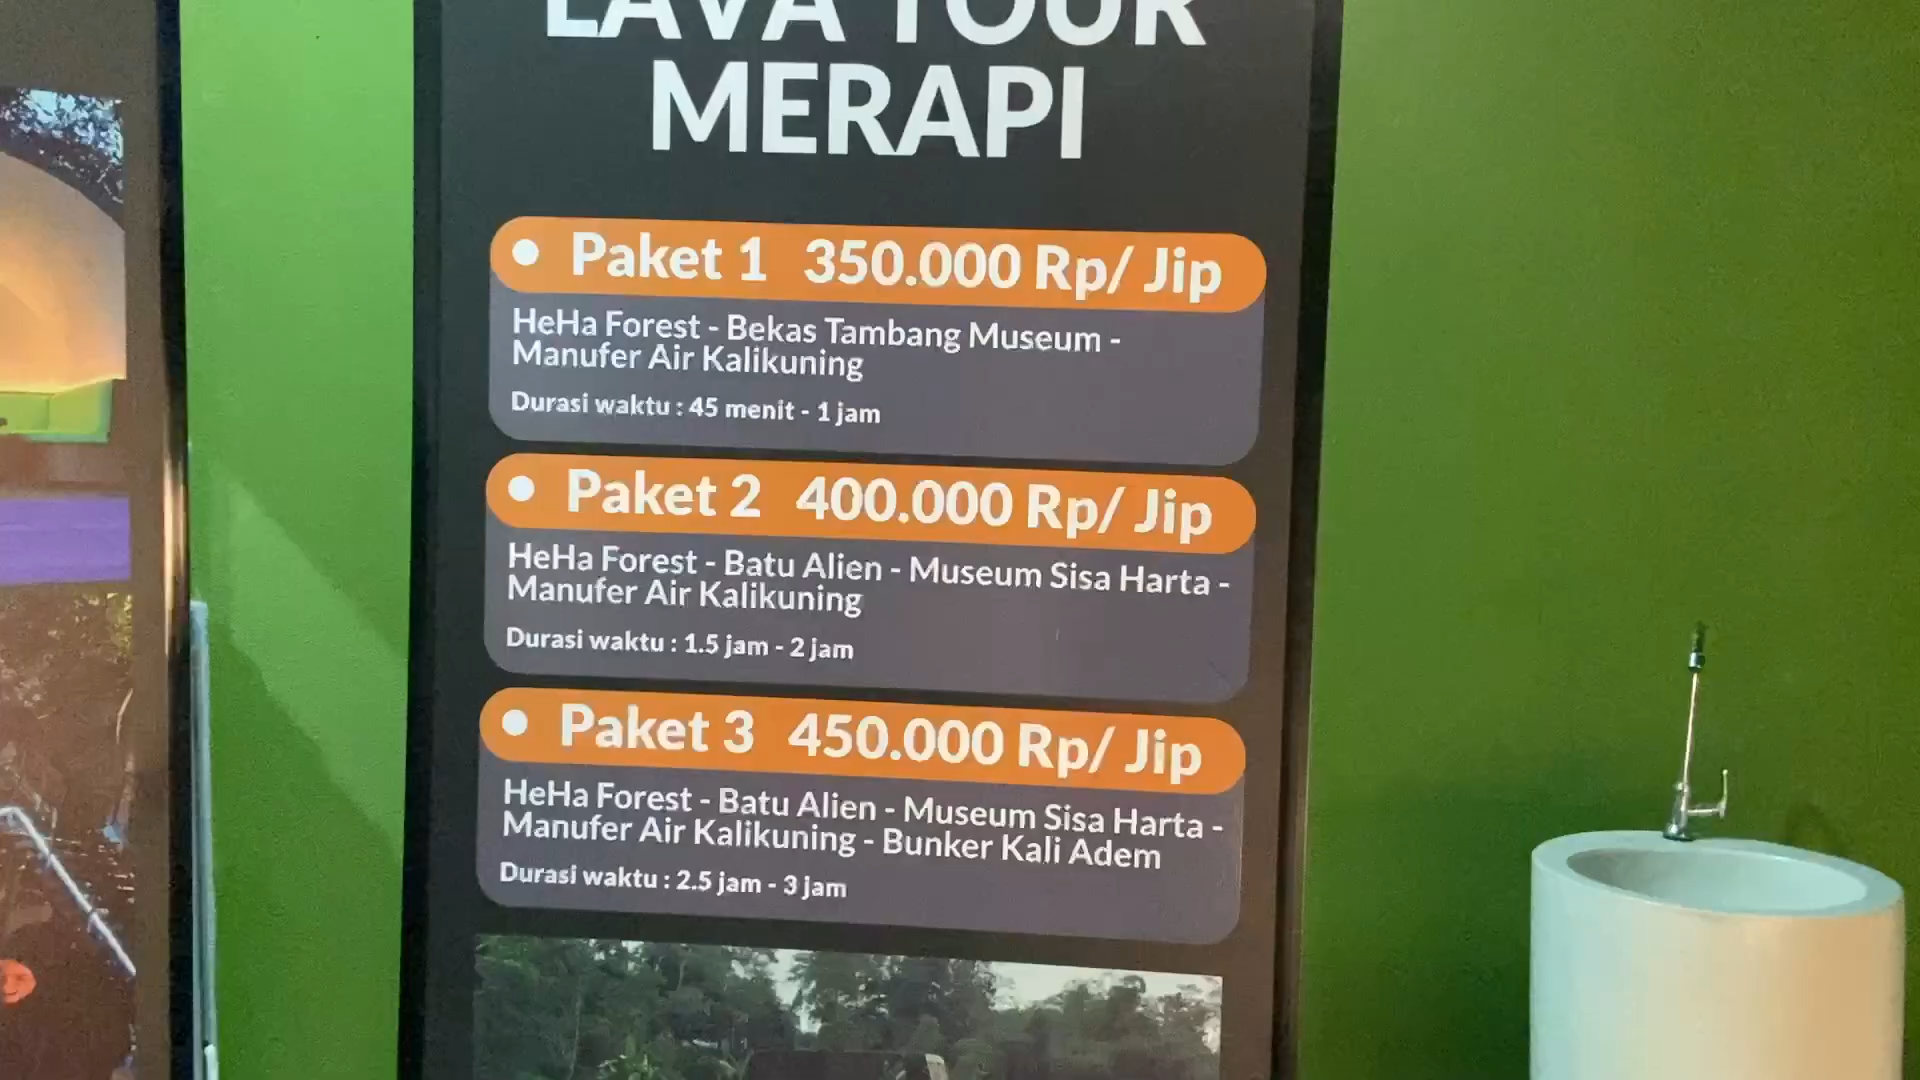 LAVA TOUR
MERAPI
Paket 1 350.000 Rp/ Jip
HeHa Forest - Bekas Tambang Museum -
Manufer Air Kalikuning
Durasi waktu : 45 menit - 1 jam
Paket 2 400.000 Rp/ Jip
HeHa Forest - Batu Alien - Museum Sisa Harta -
Manufer Air Kalikuning
Durasi waktu : 1.5 jam - 2 jam
Paket 3 450.000 Rp/ Jip
HeHa Forest - Batu Alien - Museum Sisa Harta -
Manufer Air Kalikuning - Bunker Kali Adem
Durasi waktu : 2.5 jam - 3 jam